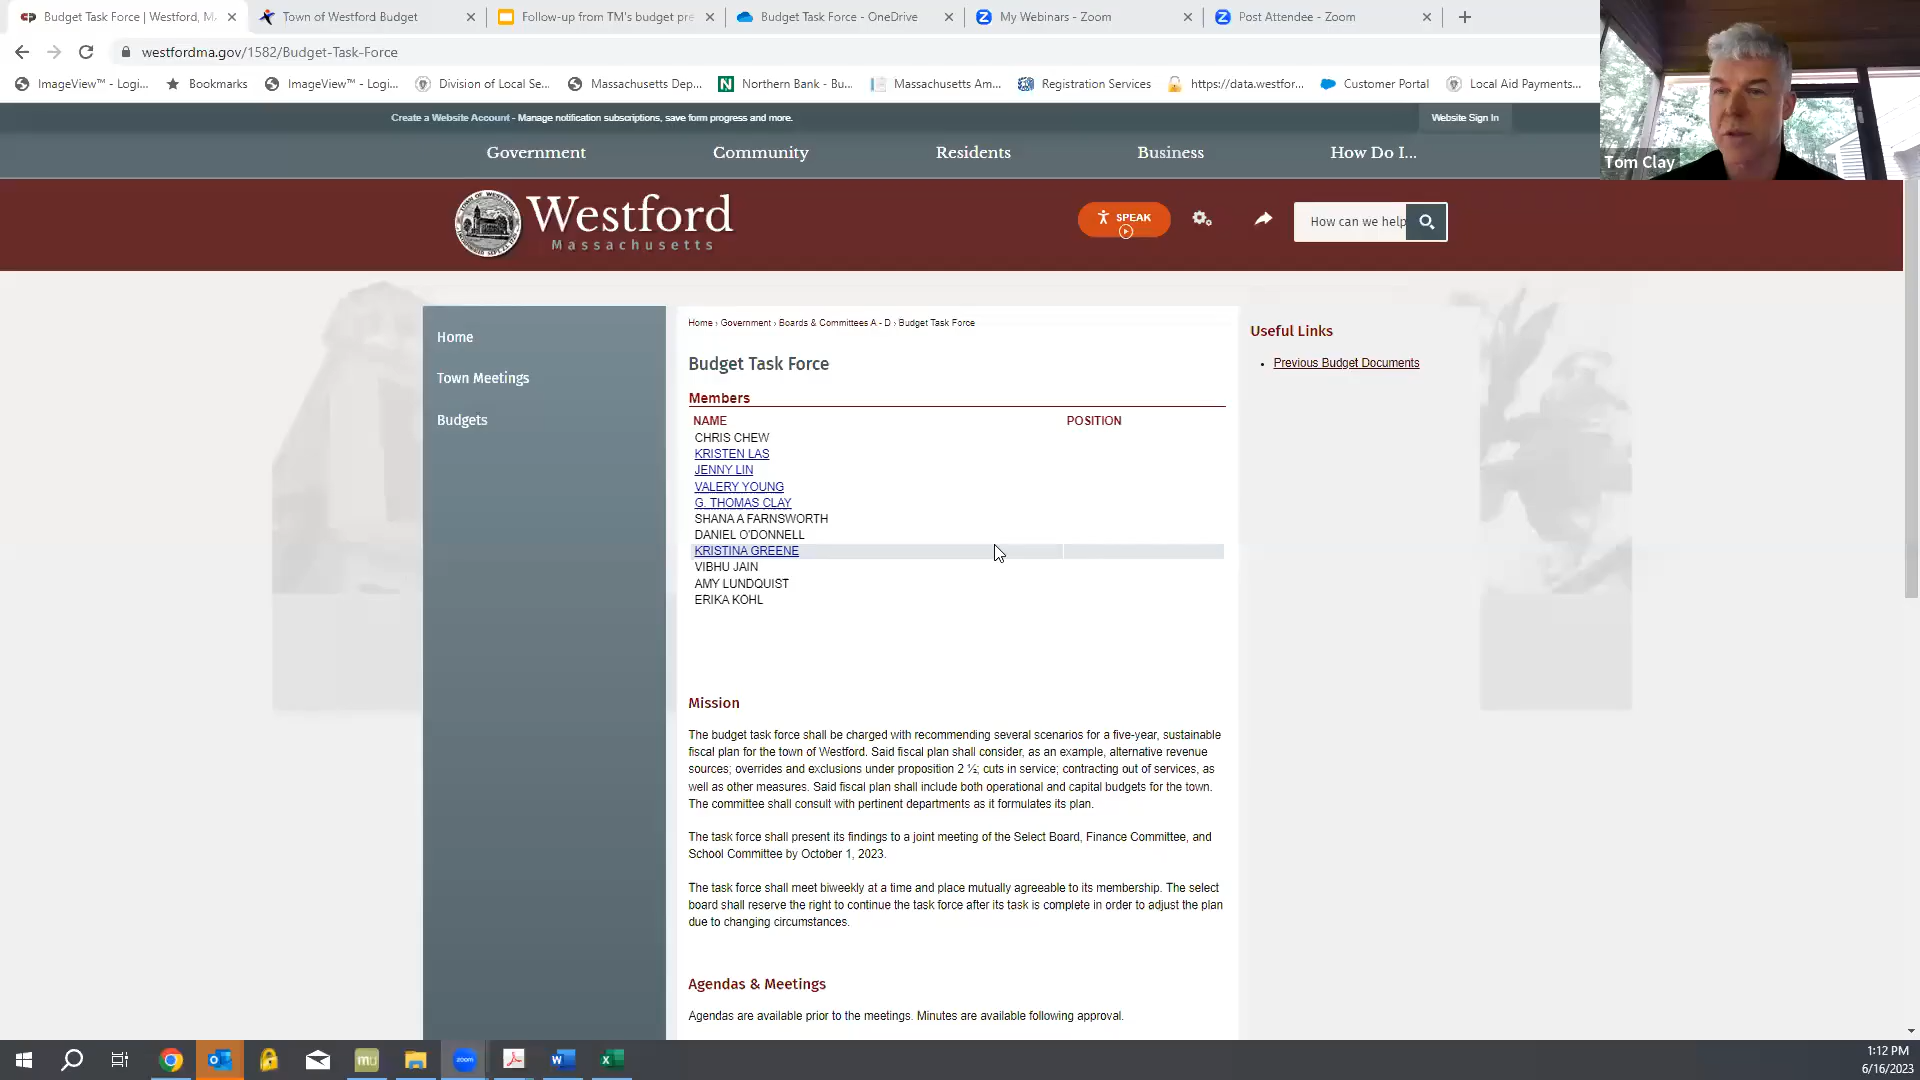 Budget Task Force | Westford, M
Town of Westford Budget
Follow-up from TM's budget pre
Budget Task Force - OneDrive
My Webinars - Zoom
Post Attendee - Zoom
westfordma.gov/1582/Budget-Task-Force
ImageView™ - Logi...
Bookmarks
ImageView™ - Logi...
Division of Local Se...
Massachusetts Dep...
N
Northern Bank - Bu...
Massachusetts Am...
Registration Services
https://data.westfor...
Customer Portal
Local Aid Payments...
Tom Clay
Create a Website Account - Manage notification subscriptions, save form progress and more.
Website Sign In
Government
Community
Residents
Business
How Do I...
Westford
Massachusetts
SPEAK
How can we help
Home
Town Meetings
Budgets
Home › Government › Boards & Committees A - D › Budget Task Force
Budget Task Force
Members
NAME POSITION
CHRIS CHEW
KRISTEN LAS
JENNY LIN
VALERY YOUNG
G. THOMAS CLAY
SHANA A FARNSWORTH
DANIEL O'DONNELL
KRISTINA GREENE
VIBHU JAIN
AMY LUNDQUIST
ERIKA KOHL
Mission
The budget task force shall be charged with recommending several scenarios for a five-year, sustainable
fiscal plan for the town of Westford. Said fiscal plan shall consider, as an example, alternative revenue
sources; overrides and exclusions under proposition 2 ½; cuts in service; contracting out of services, as
well as other measures. Said fiscal plan shall include both operational and capital budgets for the town.
The committee shall consult with pertinent departments as it formulates its plan.
The task force shall present its findings to a joint meeting of the Select Board, Finance Committee, and
School Committee by October 1, 2023.
The task force shall meet biweekly at a time and place mutually agreeable to its membership. The select
board shall reserve the right to continue the task force after its task is complete in order to adjust the plan
due to changing circumstances.
Agendas & Meetings
Agendas are available prior to the meetings. Minutes are available following approval.
Useful Links
Previous Budget Documents
mu
zoom
1:12 PM
6/16/2023